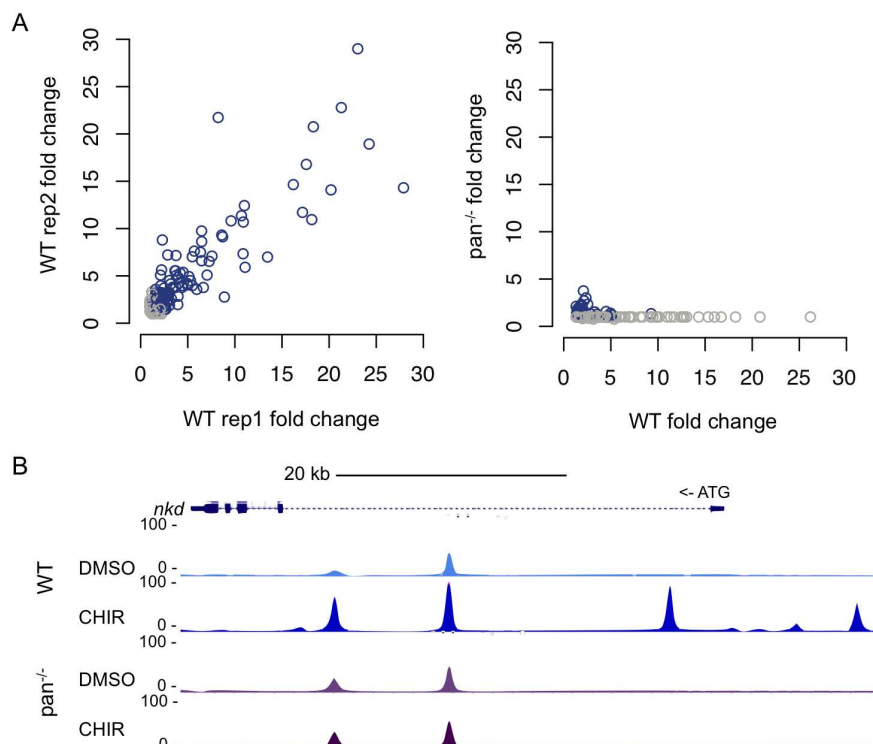 A
WT rep2 fold change
0 5 10 15 20 25 30
0 5 10 15 20 25 30
WT rep1 fold change
pan-/- fold change
0 5 10 15 20 25 30
0 5 10 15 20 25 30
WT fold change
B
20 kb
<- ATG
nkd
100 -
WT
DMSO 0 -
100 -
CHIR 0 -
100 -
pan-/-
DMSO 0 -
100 -
CHIR
0